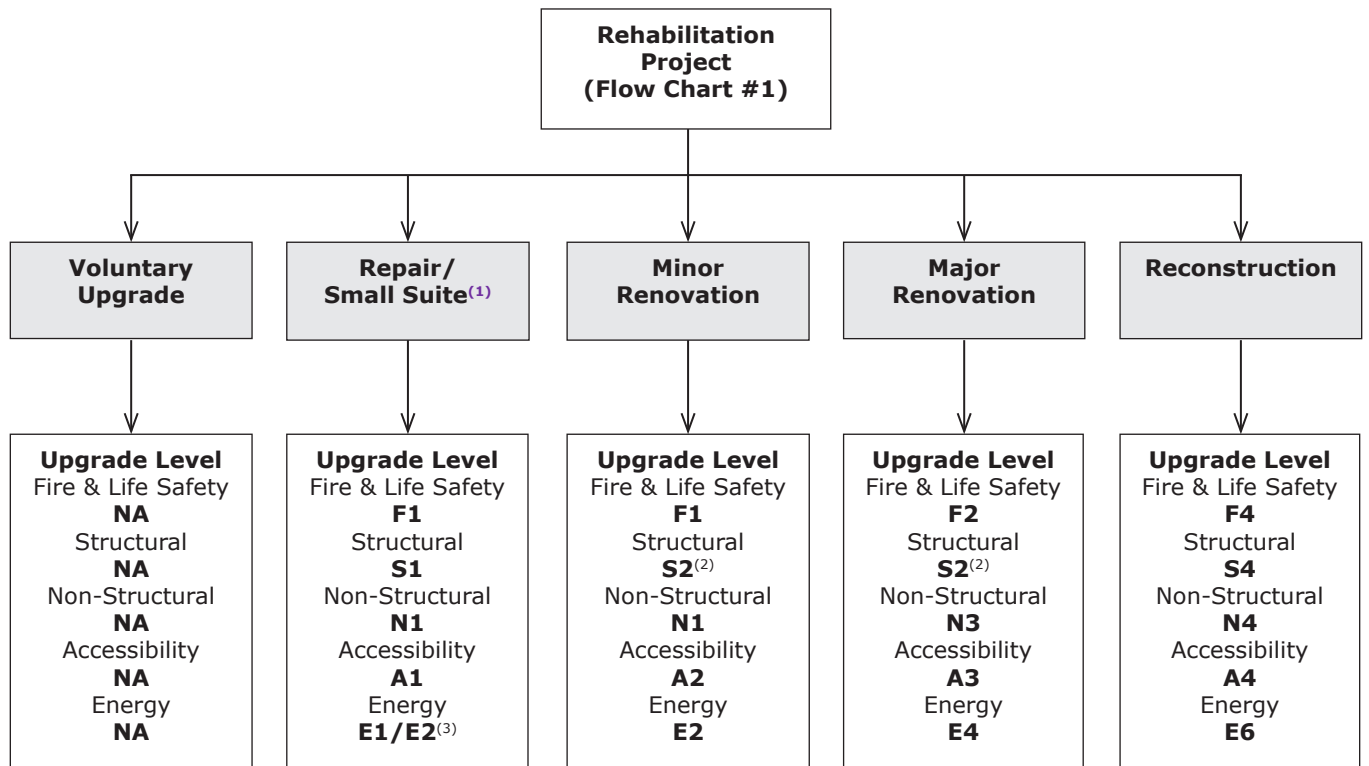 Rehabilitation
Project
(Flow Chart #1)
Voluntary
Upgrade
Repair/
Small Suite(1)
Minor
Renovation
Major
Renovation
Reconstruction
Upgrade Level
Fire & Life Safety
NA
Structural
NA
Non-Structural
NA
Accessibility
NA
Energy
NA
Upgrade Level
Fire & Life Safety
F1
Structural
S1
Non-Structural
N1
Accessibility
A1
Energy
E1/E2(3)
Upgrade Level
Fire & Life Safety
F1
Structural
S2(2)
Non-Structural
N1
Accessibility
A2
Energy
E2
Upgrade Level
Fire & Life Safety
F2
Structural
S2(2)
Non-Structural
N3
Accessibility
A3
Energy
E4
Upgrade Level
Fire & Life Safety
F4
Structural
S4
Non-Structural
N4
Accessibility
A4
Energy
E6